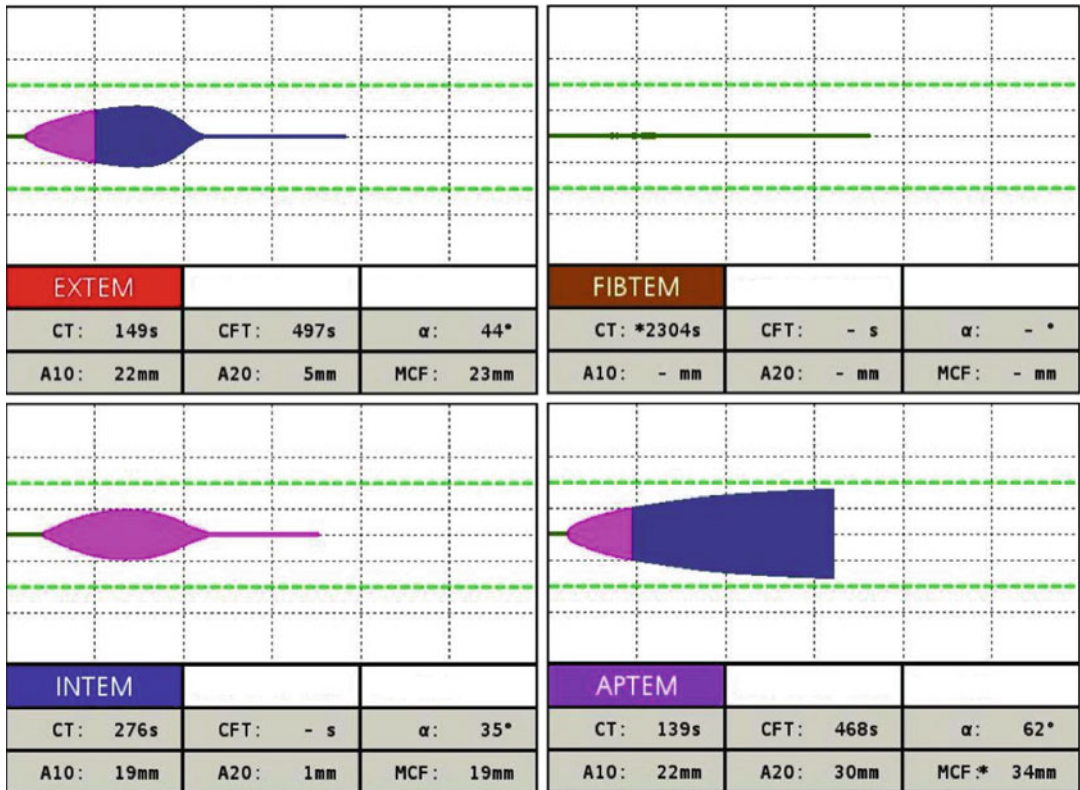 EXTEM
CT: 149s CFT: 497s α: 44°
A10: 22mm A20: 5mm MCF: 23mm
FIBTEM
CT: *2304s CFT: - s α: - °
A10: - mm A20: - mm MCF: - mm
INTEM
CT: 276s CFT: - s α: 35°
A10: 19mm A20: 1mm MCF: 19mm
APTEM
CT: 139s CFT: 468s α: 62°
A10: 22mm A20: 30mm MCF:* 34mm